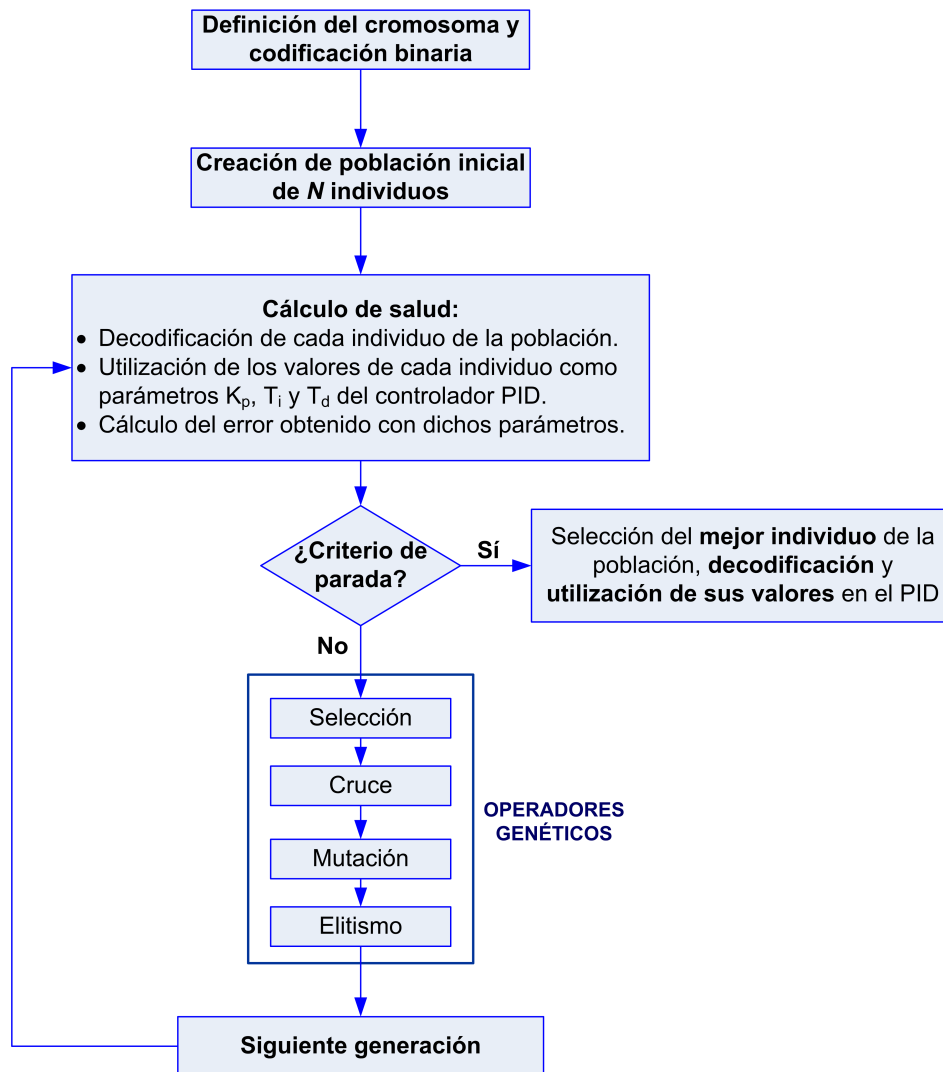 Definición del cromosoma y
codificación binaria
Creación de población inicial
de N individuos
Cálculo de salud:
• Decodificación de cada individuo de la población.
• Utilización de los valores de cada individuo como
parámetros Kp, Ti y Td del controlador PID.
• Cálculo del error obtenido con dichos parámetros.
¿Criterio de
parada?
Sí
Selección del mejor individuo de la
población, decodificación y
utilización de sus valores en el PID
No
Selección
Cruce
Mutación
Elitismo
OPERADORES
GENÉTICOS
Siguiente generación